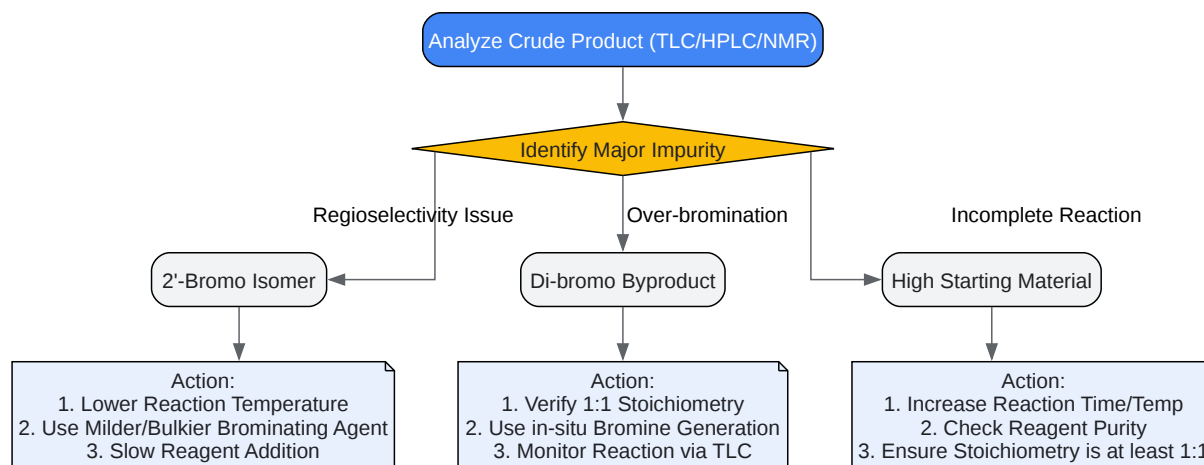 Analyze Crude Product (TLC/HPLC/NMR)
Identify Major Impurity
Regioselectivity Issue
Over-bromination
Incomplete Reaction
2'-Bromo Isomer
Di-bromo Byproduct
High Starting Material
Action:
1. Lower Reaction Temperature
2. Use Milder/Bulkier Brominating Agent
3. Slow Reagent Addition
Action:
1. Verify 1:1 Stoichiometry
2. Use in-situ Bromine Generation
3. Monitor Reaction via TLC
Action:
1. Increase Reaction Time/Temp
2. Check Reagent Purity
3. Ensure Stoichiometry is at least 1:1